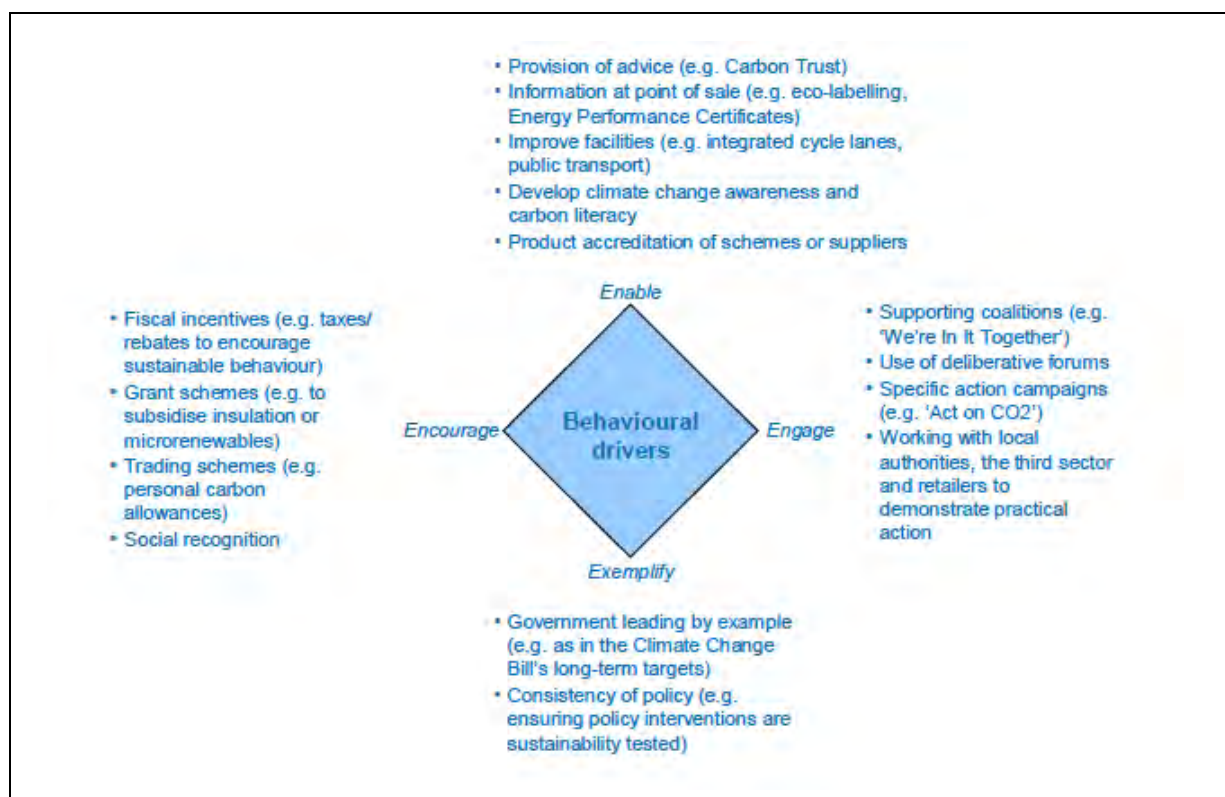 • Provision of advice (e.g. Carbon Trust)
• Information at point of sale (e.g. eco-labelling,
Energy Performance Certificates)
• Improve facilities (e.g. integrated cycle lanes,
public transport)
• Develop climate change awareness and
carbon literacy
• Product accreditation of schemes or suppliers
Enable
• Fiscal incentives (e.g. taxes/
rebates to encourage
sustainable behaviour)
• Grant schemes (e.g. to
subsidise insulation or
microrenewables)
• Trading schemes (e.g.
personal carbon
allowances)
• Social recognition
Encourage
Behavioural
drivers
Engage
• Supporting coalitions (e.g.
'We're In It Together')
• Use of deliberative forums
• Specific action campaigns
(e.g. 'Act on CO2')
• Working with local
authorities, the third sector
and retailers to
demonstrate practical
action
Exemplify
• Government leading by example
(e.g. as in the Climate Change
Bill's long-term targets)
• Consistency of policy (e.g.
ensuring policy interventions are
sustainability tested)